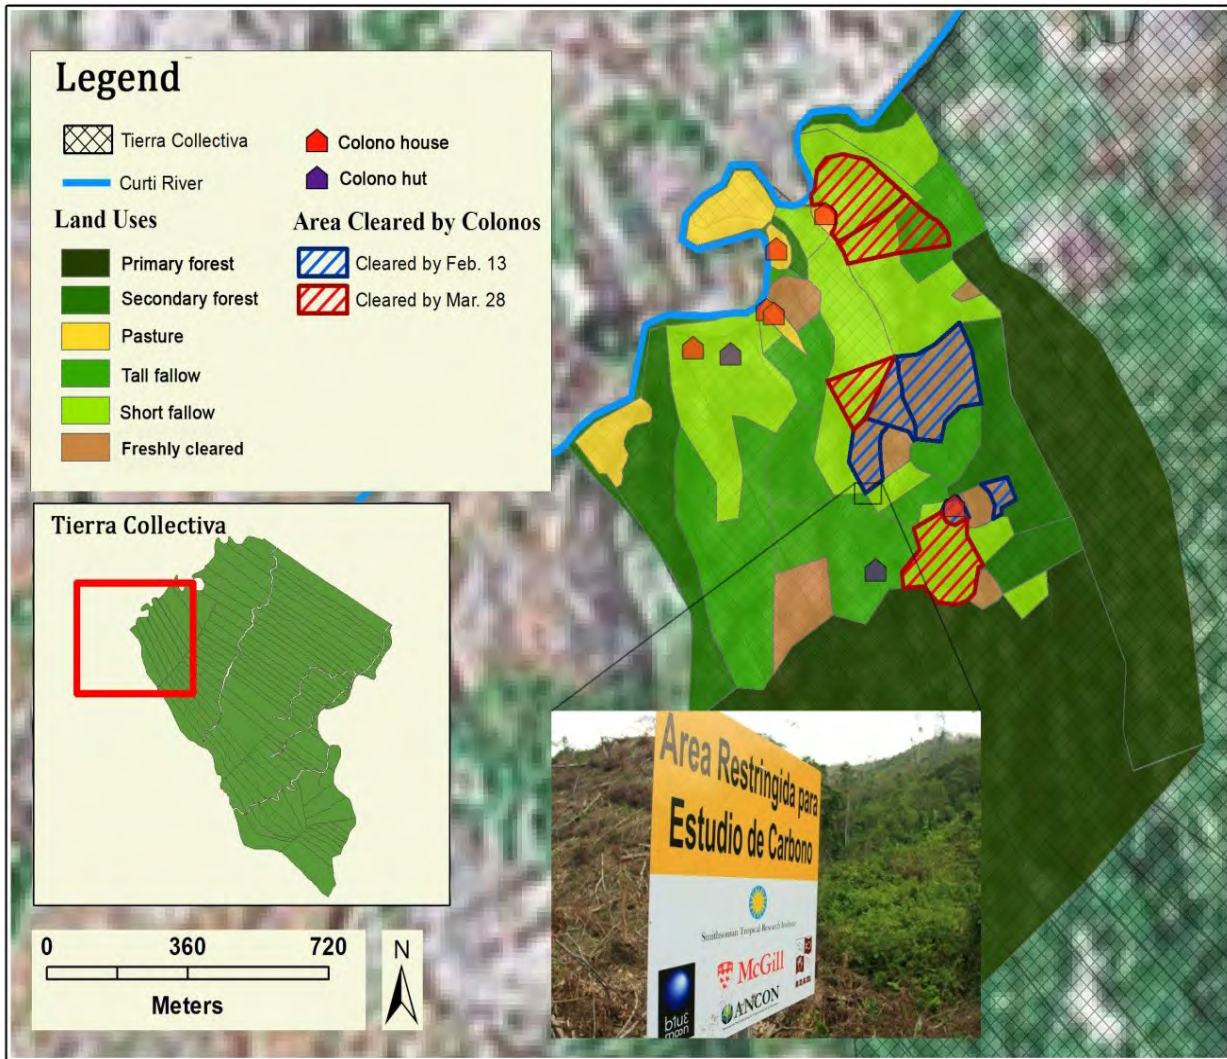 Legend
Tierra Collectiva
Curti River
Colono house
Colono hut
Land Uses
Primary forest
Secondary forest
Pasture
Tall fallow
Short fallow
Freshly cleared
Area Cleared by Colonos
Cleared by Feb. 13
Cleared by Mar. 28
Tierra Collectiva
0 360 720
Meters
N
Area Restringida para
Estudio de Carbono
Smithsonian Tropical Research Institute
McGill
ANCON
blue
moon